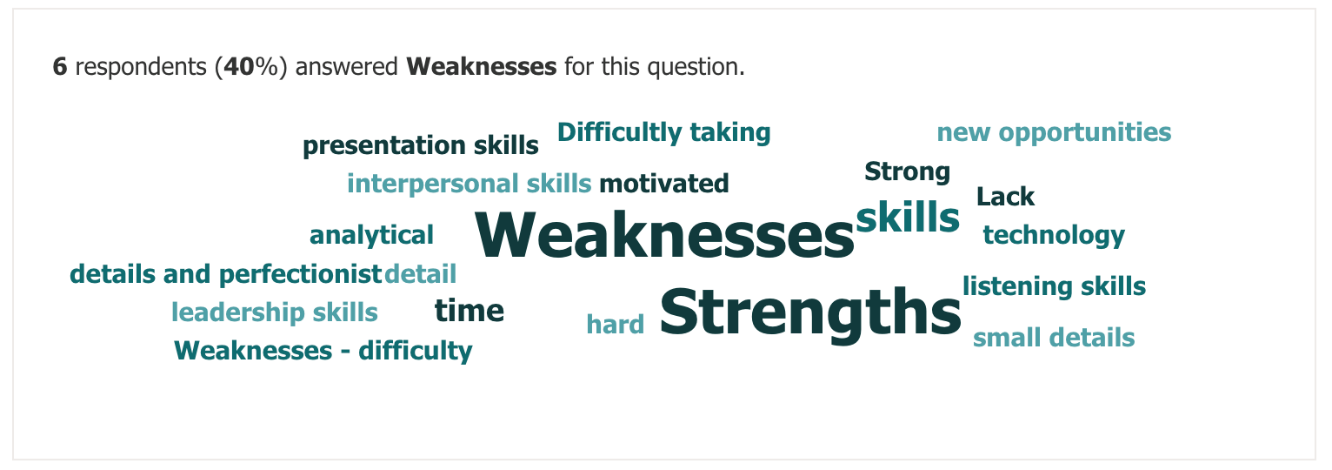 6 respondents (40%) answered Weaknesses for this question.
Difficultly taking
new opportunities
presentation skills
Strong
interpersonal skills
motivated
Lack
skills
analytical
Weaknesses
technology
details and perfectionist
detail
listening skills
leadership skills
time
hard
Strengths
small details
Weaknesses - difficulty